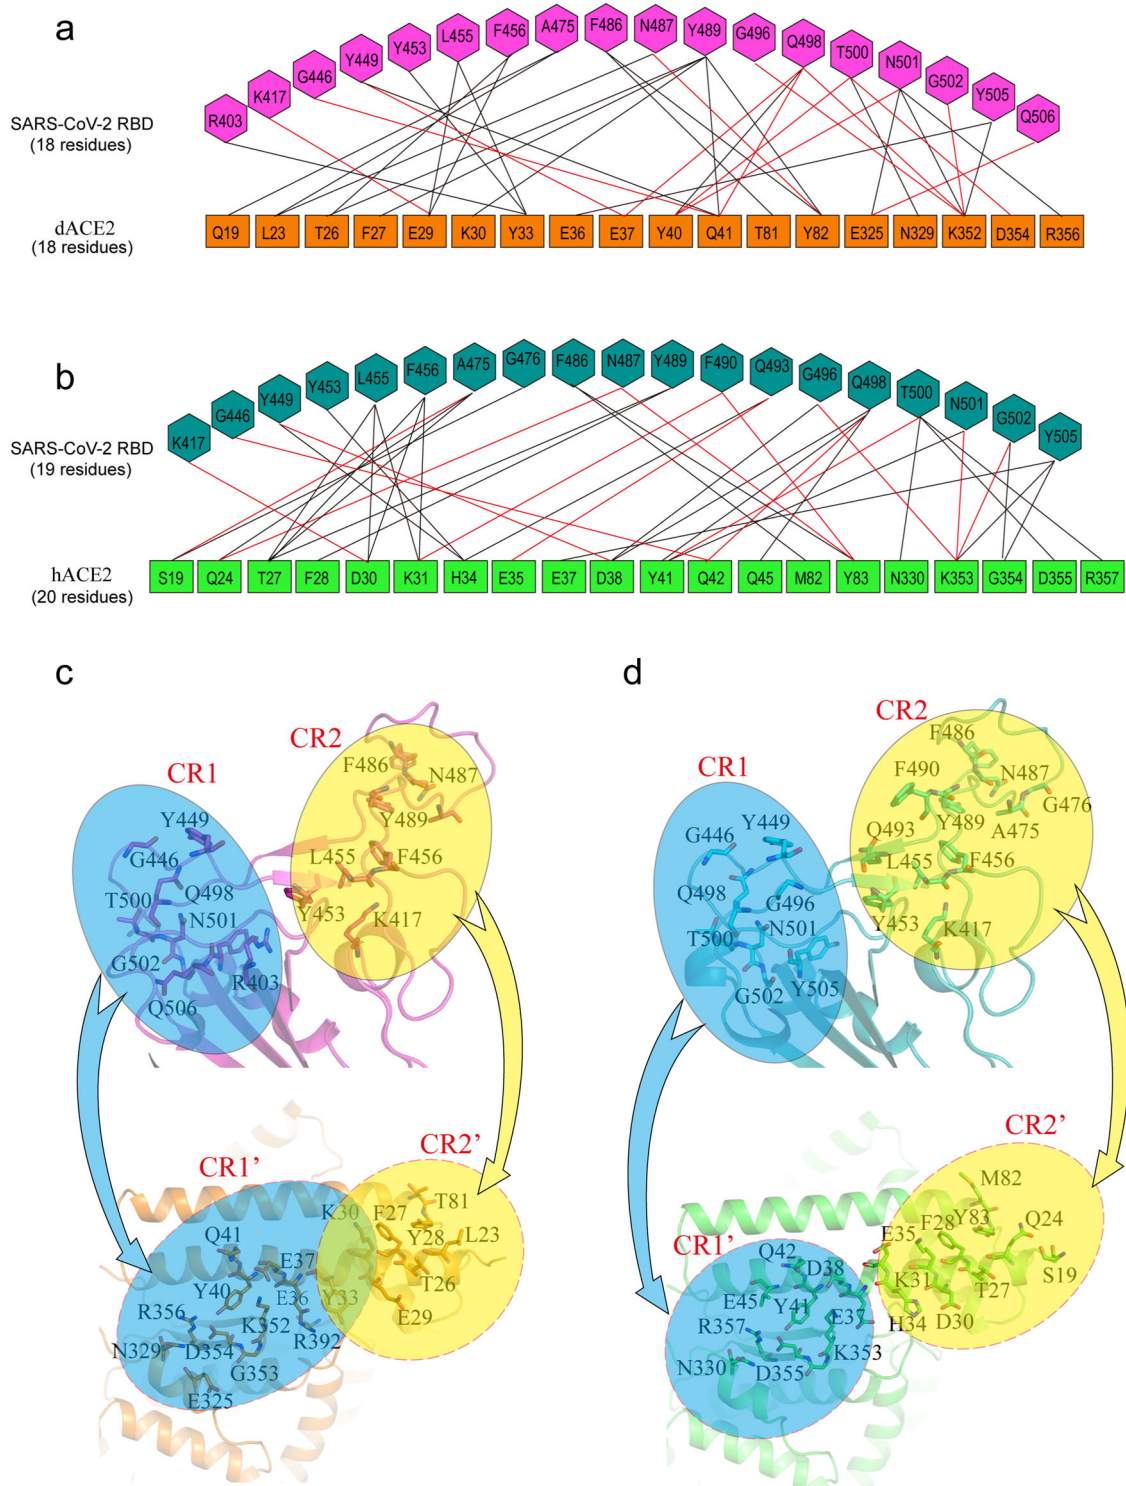 a
R403 K417 G446 Y449 Y453 L455 F456 A475 F486 N487 Y489 G496 Q498 T500 N501 G502 Y505 Q506
SARS-CoV-2 RBD
(18 residues)
dACE2
(18 residues)
Q19 L23 T26 F27 E29 K30 Y33 E36 E37 Y40 Q41 T81 Y82 E325 N329 K352 D354 R356
b
K417 G446 Y449 Y453 L455 F456 A475 G476 F486 N487 Y489 F490 Q493 G496 Q498 T500 N501 G502 Y505
SARS-CoV-2 RBD
(19 residues)
hACE2
(20 residues)
S19 Q24 T27 F28 D30 K31 H34 E35 E37 D38 Y41 Q42 Q45 M82 Y83 N330 K353 G354 D355 R357
c
CR2
CR1
F486
N487
Y449
Y489
G446
L455
F456
T500
Q498
Y453
N501
K417
G502
R403
Q506
CR2'
CR1'
K30
F27
T81
Q41
Y28
L23
E37
T26
Y40
E36
Y33
E29
R356
K352
R392
N329
D354
G353
E325
d
CR2
F486
CR1
F490
N487
G476
Y449
Q493
Y489
A475
G446
L455
F456
Q498
G496
Y453
T500
N501
K417
G502
Y505
CR2'
M82
CR1'
Q42
E35
F28
Y83
Q24
D38
S19
E45
Y41
K31
T27
R357
E37
H34
D30
N330
D355
K353